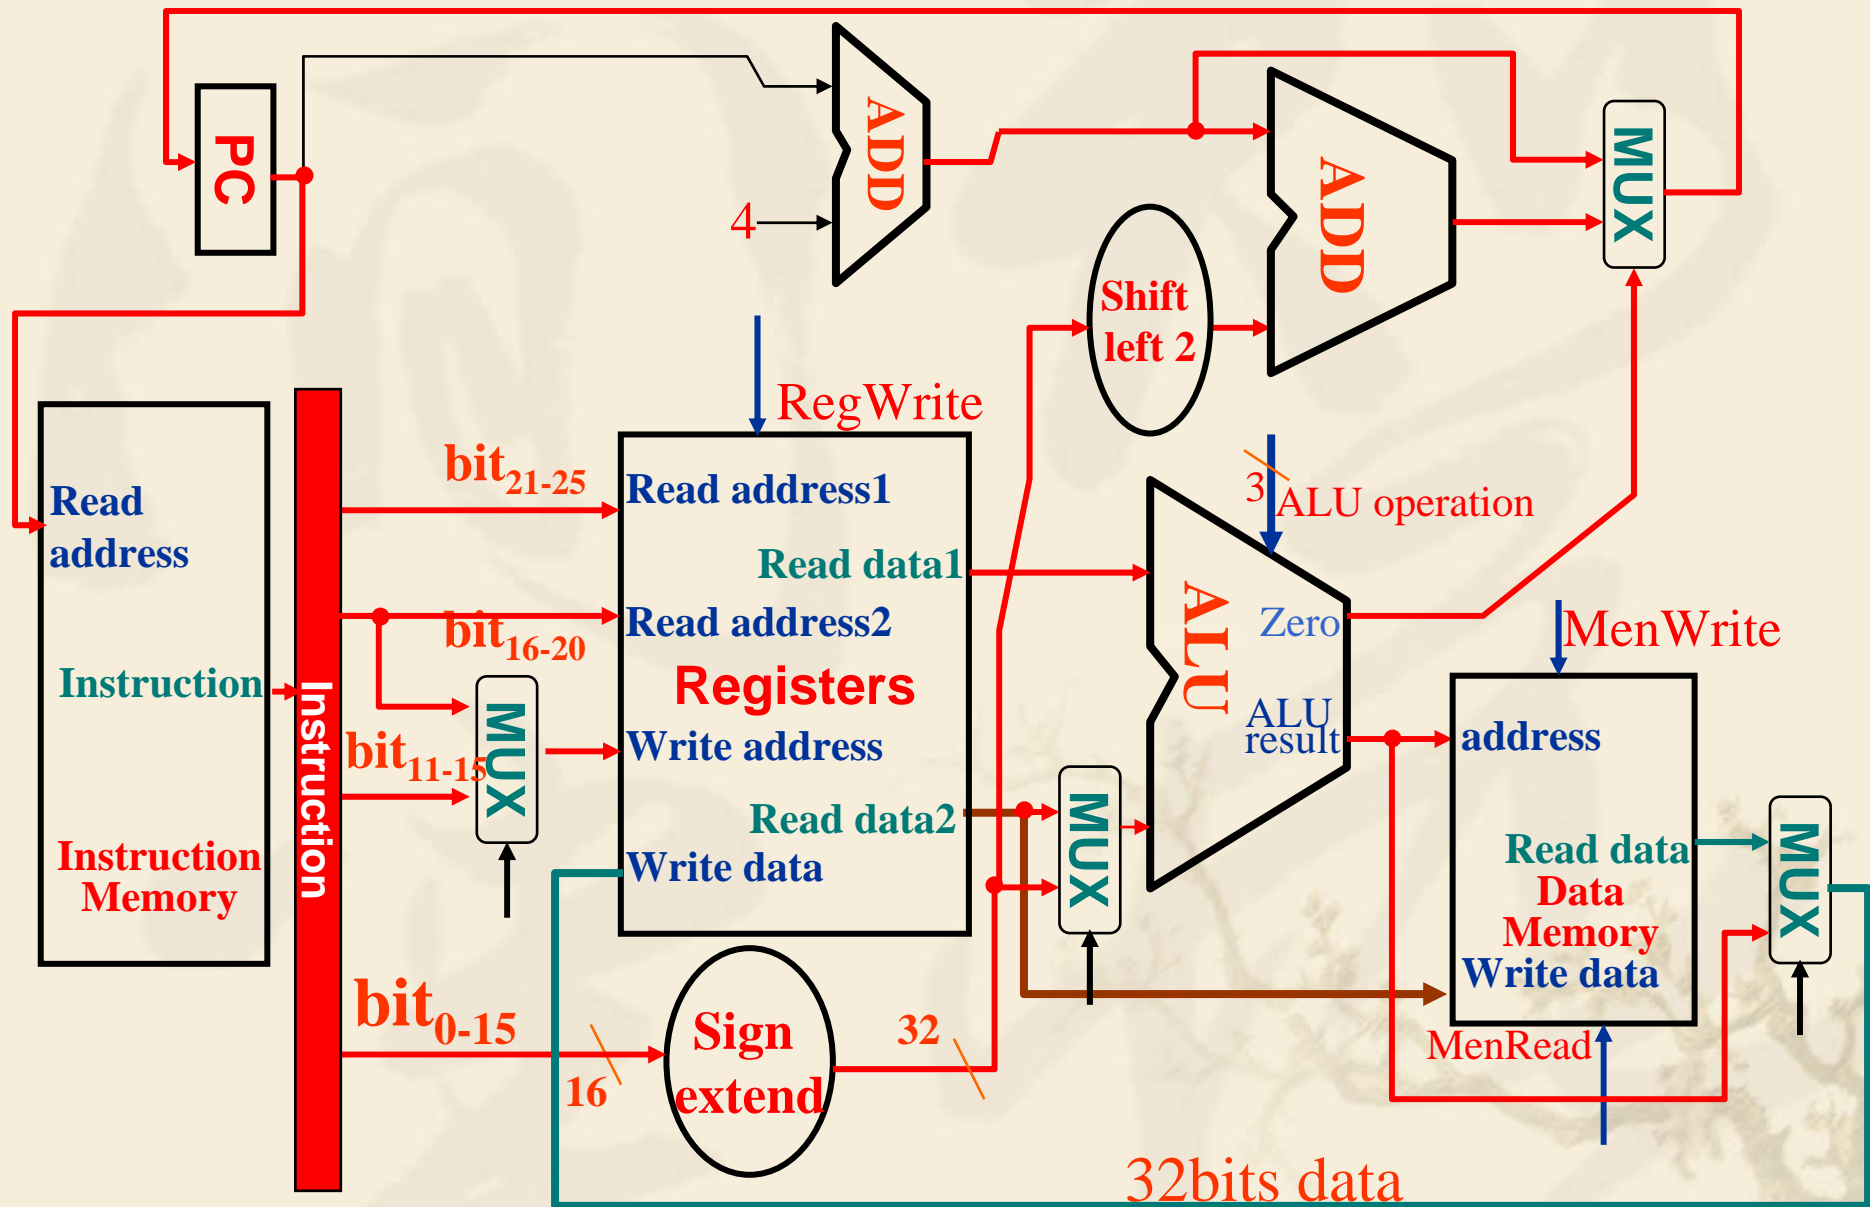 PC
ADD
4
ADD
MUX
Shift
left 2
RegWrite
3
ALU operation
bit21-25
Read address1
Read
address
Read data1
bit16-20
Read address2
ALU
Zero
MenWrite
Instruction
Instruction
Registers
MUX
bit11-15
Write address
ALU
result
address
Read data2
MUX
Instruction
Memory
Write data
Read data
Data
Memory
Write data
MUX
bit0-15
16
Sign
extend
32
MenRead
32bits data